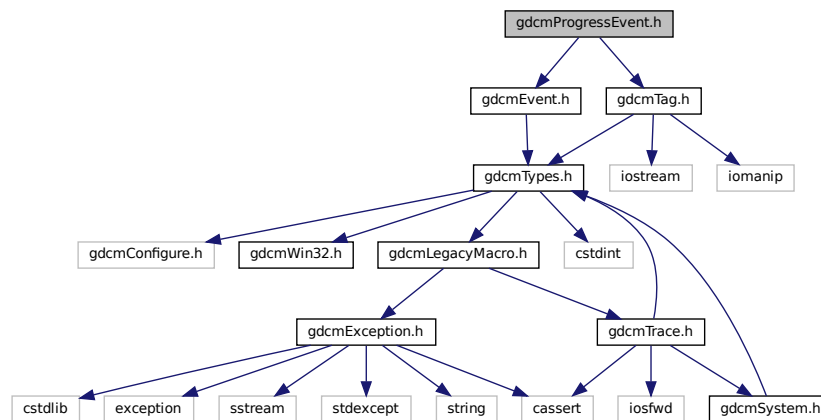 gdcmProgressEvent.h
gdcmEvent.h
gdcmTag.h
gdcmTypes.h
iostream
iomanip
gdcmConfigure.h
gdcmWin32.h
gdcmLegacyMacro.h
cstdint
gdcmException.h
gdcmTrace.h
cstdlib
exception
sstream
stdexcept
string
cassert
iosfwd
gdcmSystem.h